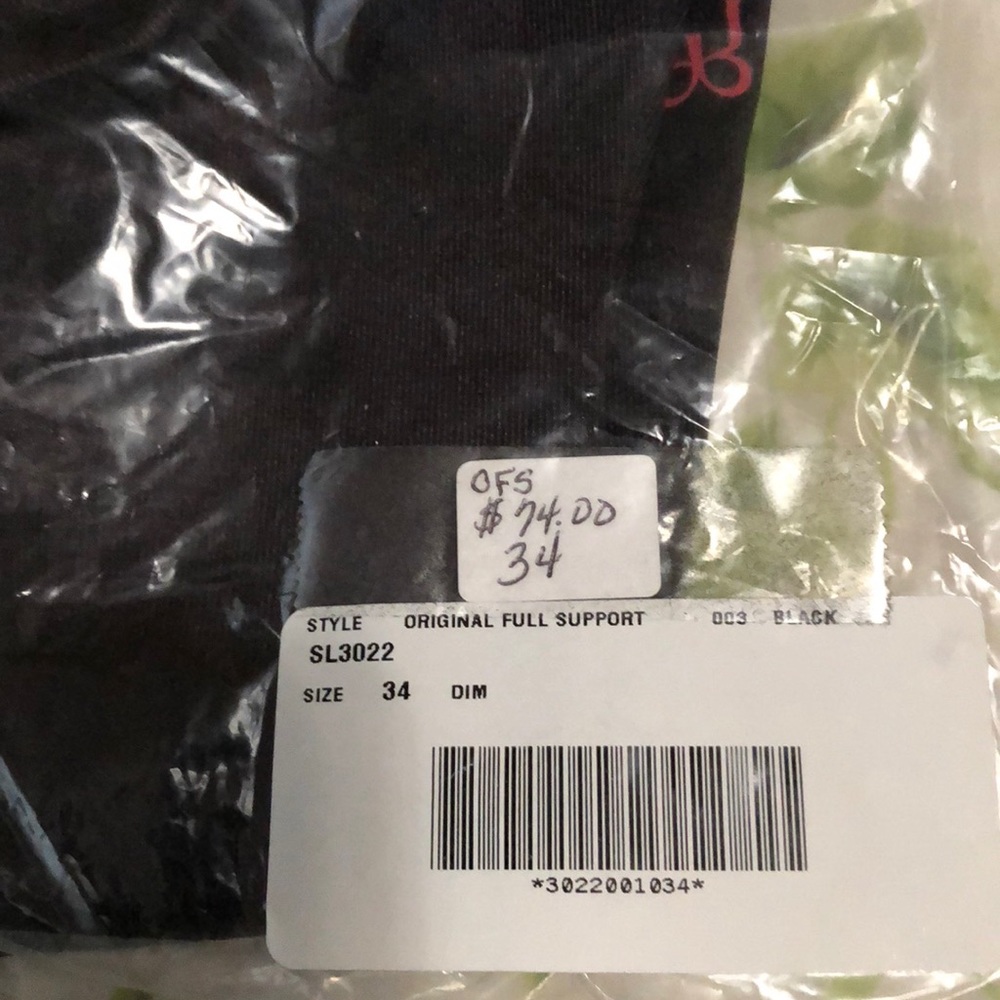 OFS
$74.00
34
STYLE ORIGINAL FULL SUPPORT 003 BLACK
SL3022
SIZE 34 DIM
*3022001034*